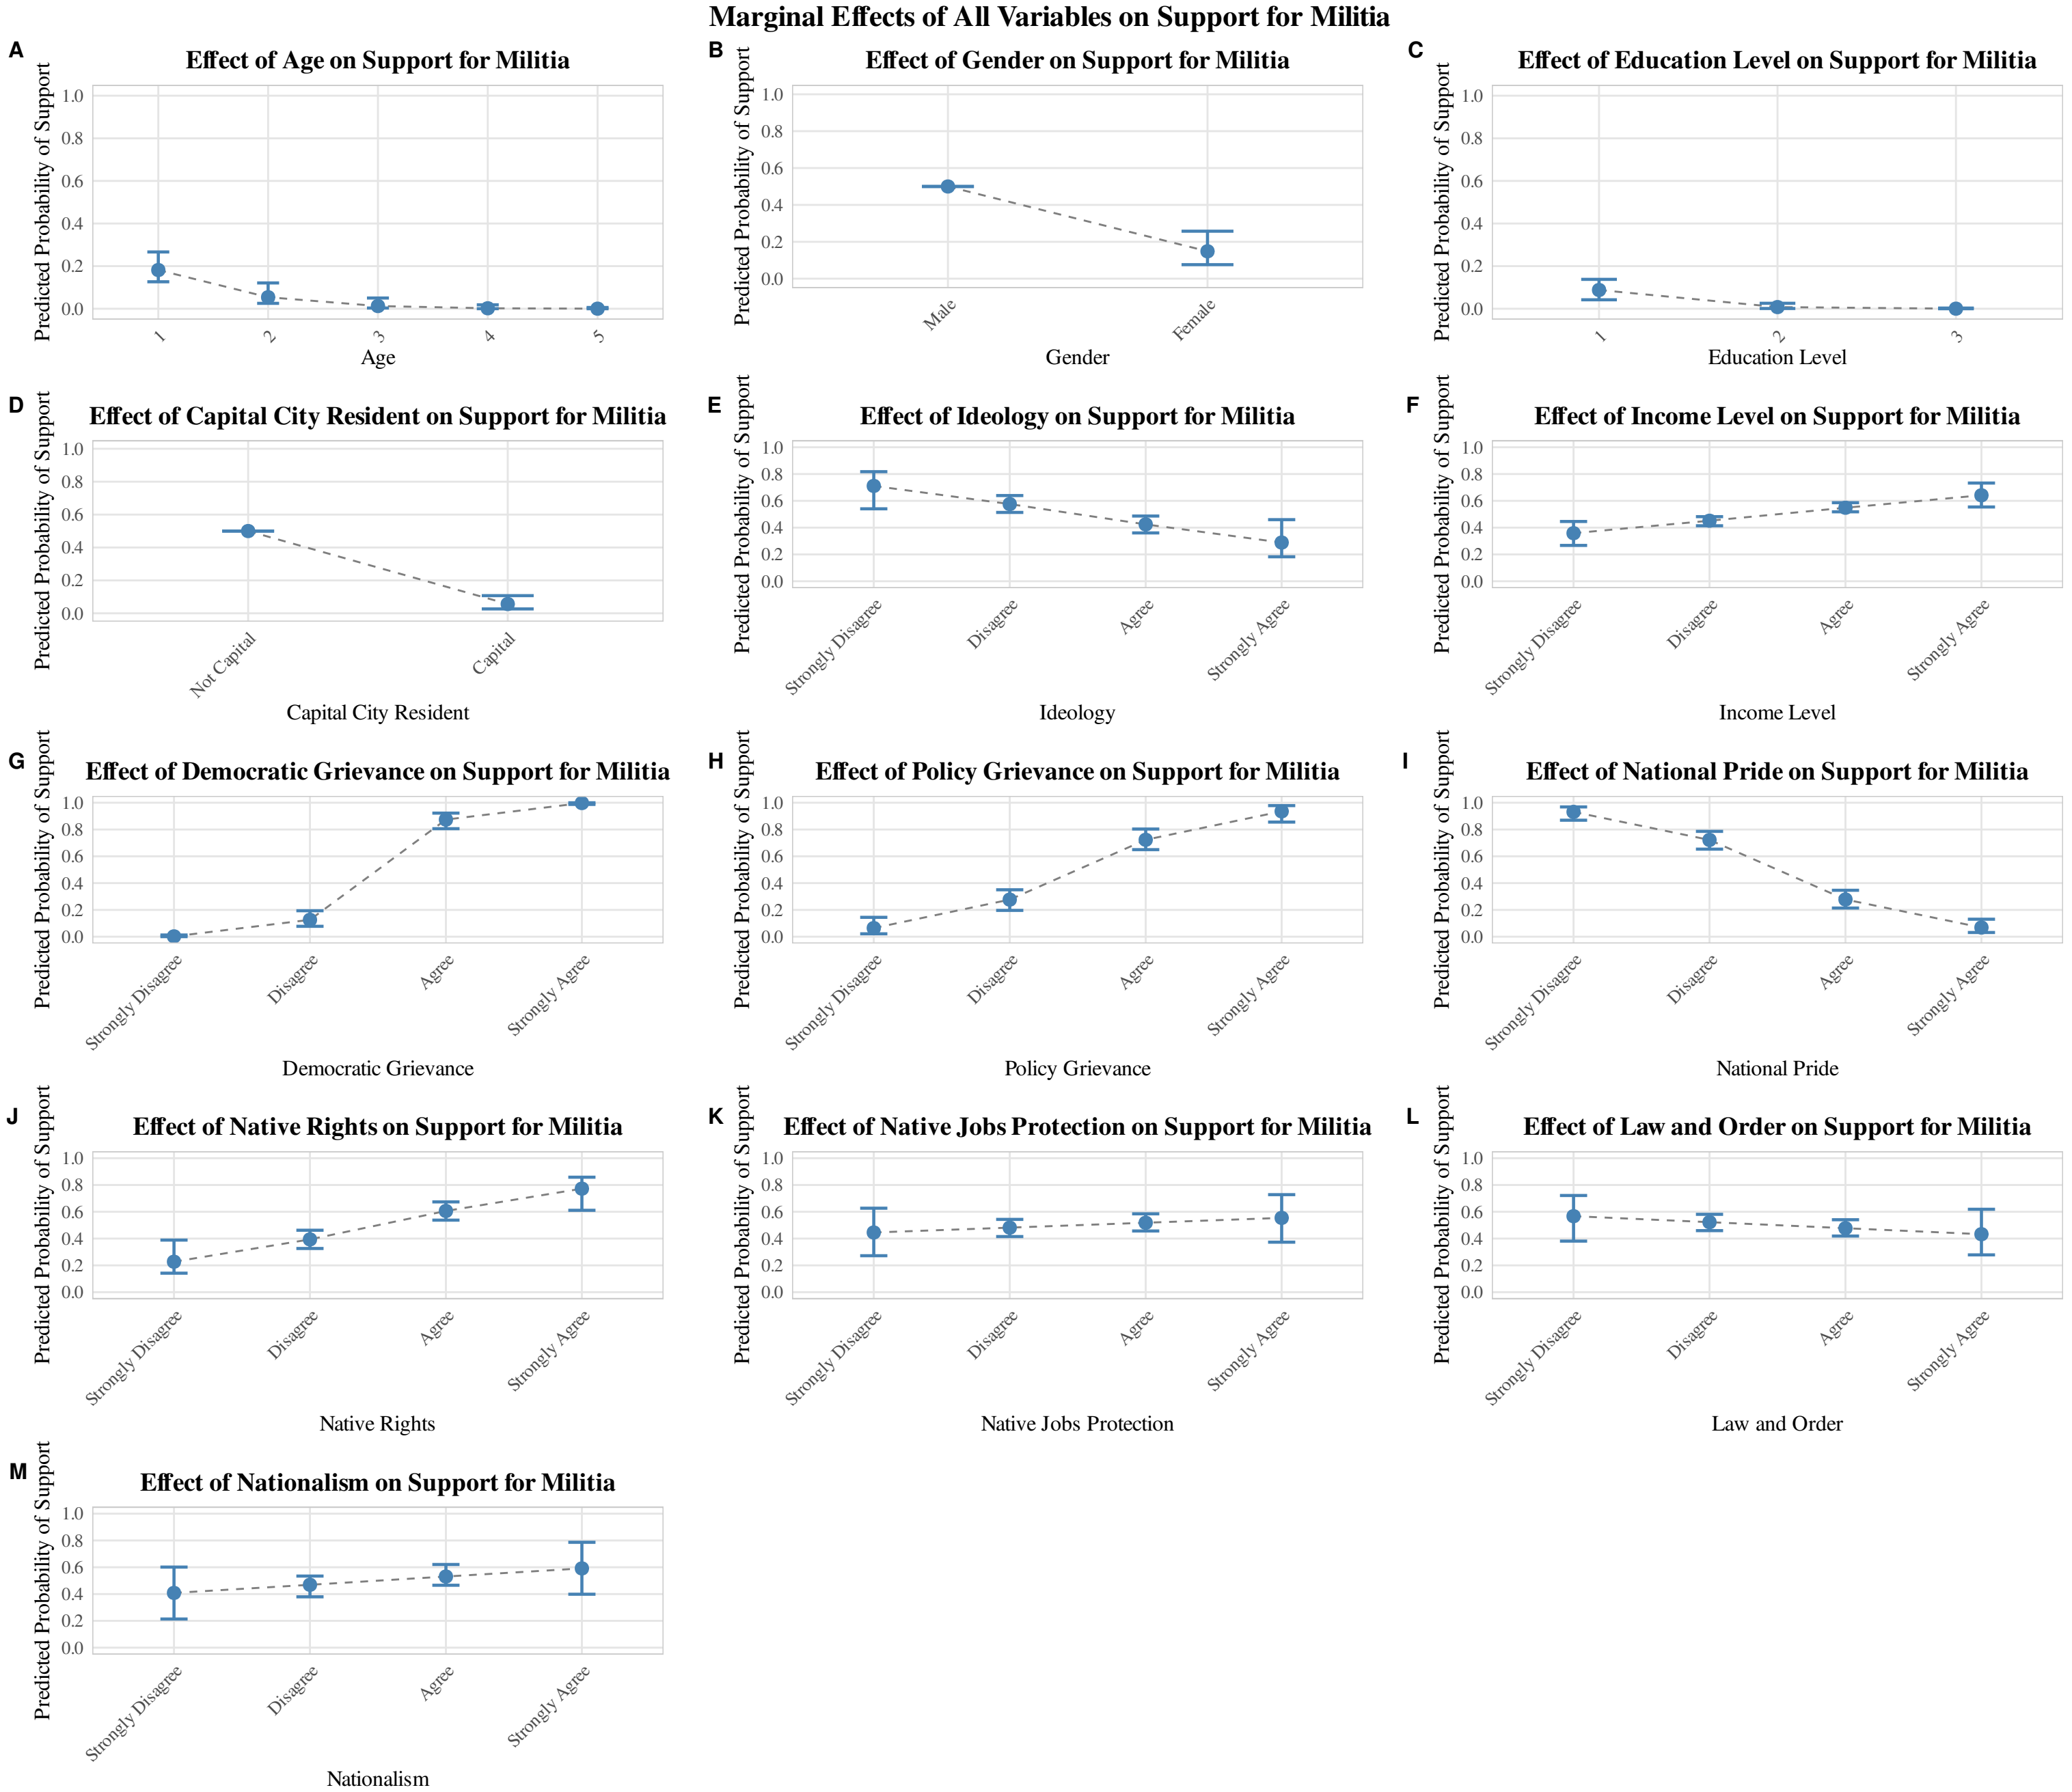 Marginal Effects of All Variables on Support for Militia
A
Effect of Age on Support for Militia
Predicted Probability of Support
1.0
0.8
0.6
0.4
0.2
0.0
1
2
3
4
5
Age
B
Effect of Gender on Support for Militia
Predicted Probability of Support
1.0
0.8
0.6
0.4
0.2
0.0
Male
Female
Gender
C
Effect of Education Level on Support for Militia
Predicted Probability of Support
1.0
0.8
0.6
0.4
0.2
0.0
1
2
3
Education Level
D
Effect of Capital City Resident on Support for Militia
Predicted Probability of Support
1.0
0.8
0.6
0.4
0.2
0.0
Not Capital
Capital
Capital City Resident
E
Effect of Ideology on Support for Militia
Predicted Probability of Support
1.0
0.8
0.6
0.4
0.2
0.0
Strongly Disagree
Disagree
Agree
Strongly Agree
Ideology
F
Effect of Income Level on Support for Militia
Predicted Probability of Support
1.0
0.8
0.6
0.4
0.2
0.0
Strongly Disagree
Disagree
Agree
Strongly Agree
Income Level
G
Effect of Democratic Grievance on Support for Militia
Predicted Probability of Support
1.0
0.8
0.6
0.4
0.2
0.0
Strongly Disagree
Disagree
Agree
Strongly Agree
Democratic Grievance
H
Effect of Policy Grievance on Support for Militia
Predicted Probability of Support
1.0
0.8
0.6
0.4
0.2
0.0
Strongly Disagree
Disagree
Agree
Strongly Agree
Policy Grievance
I
Effect of National Pride on Support for Militia
Predicted Probability of Support
1.0
0.8
0.6
0.4
0.2
0.0
Strongly Disagree
Disagree
Agree
Strongly Agree
National Pride
J
Effect of Native Rights on Support for Militia
Predicted Probability of Support
1.0
0.8
0.6
0.4
0.2
0.0
Strongly Disagree
Disagree
Agree
Strongly Agree
Native Rights
K
Effect of Native Jobs Protection on Support for Militia
Predicted Probability of Support
1.0
0.8
0.6
0.4
0.2
0.0
Strongly Disagree
Disagree
Agree
Strongly Agree
Native Jobs Protection
L
Effect of Law and Order on Support for Militia
Predicted Probability of Support
1.0
0.8
0.6
0.4
0.2
0.0
Strongly Disagree
Disagree
Agree
Strongly Agree
Law and Order
M
Effect of Nationalism on Support for Militia
Predicted Probability of Support
1.0
0.8
0.6
0.4
0.2
0.0
Strongly Disagree
Disagree
Agree
Strongly Agree
Nationalism